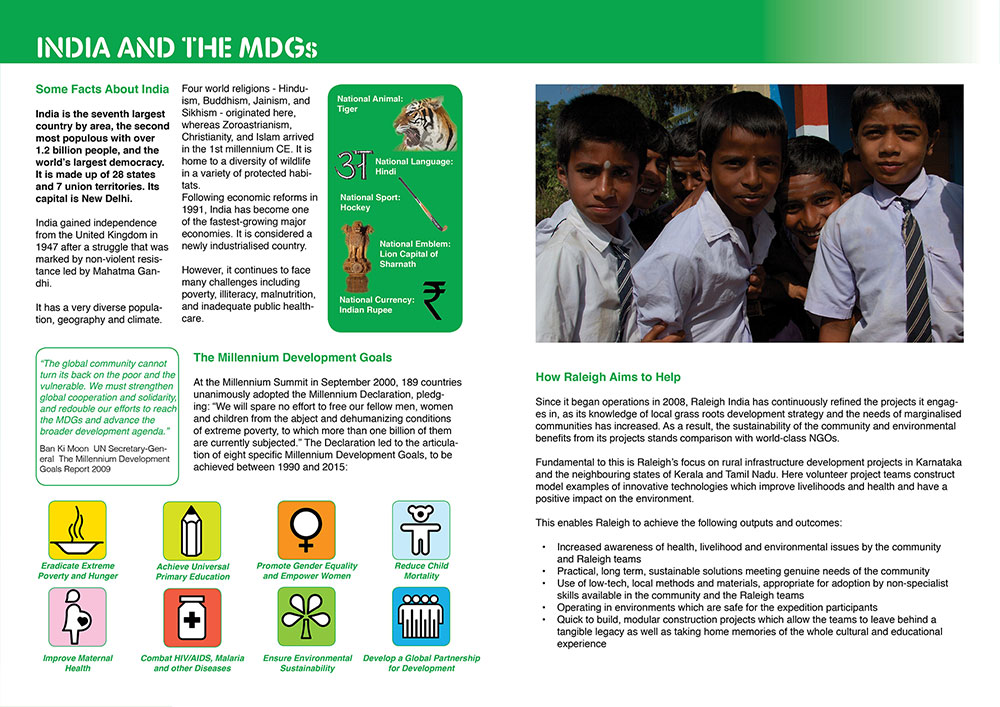 INDIA AND THE MDGs
Some Facts About India
India is the seventh largest
country by area, the second
most populous with over
1.2 billion people, and the
world's largest democracy.
It is made up of 28 states
and 7 union territories. Its
capital is New Delhi.
India gained independence
from the United Kingdom in
1947 after a struggle that was
marked by non-violent resis-
tance led by Mahatma Gan-
dhi.
It has a very diverse popula-
tion, geography and climate.
Four world religions - Hindu-
ism, Buddhism, Jainism, and
Sikhism - originated here,
whereas Zoroastrianism,
Christianity, and Islam arrived
in the 1st millennium CE. It is
home to a diversity of wildlife
in a variety of protected habi-
tats.
Following economic reforms in
1991, India has become one
of the fastest-growing major
economies. It is considered a
newly industrialised country.
However, it continues to face
many challenges including
poverty, illiteracy, malnutrition,
and inadequate public health-
care.
National Animal:
Tiger
अ
National Language:
Hindi
National Sport:
Hockey
National Emblem:
Lion Capital of
Sharnath
National Currency:
Indian Rupee
₹
"The global community cannot
turn its back on the poor and the
vulnerable. We must strengthen
global cooperation and solidarity,
and redouble our efforts to reach
the MDGs and advance the
broader development agenda."
Ban Ki Moon UN Secretary-Gen-
eral The Millennium Development
Goals Report 2009
The Millennium Development Goals
At the Millennium Summit in September 2000, 189 countries
unanimously adopted the Millennium Declaration, pledg-
ing: "We will spare no effort to free our fellow men, women
and children from the abject and dehumanizing conditions
of extreme poverty, to which more than one billion of them
are currently subjected." The Declaration led to the articula-
tion of eight specific Millennium Development Goals, to be
achieved between 1990 and 2015:
Eradicate Extreme
Poverty and Hunger
Achieve Universal
Primary Education
Promote Gender Equality
and Empower Women
Reduce Child
Mortality
Improve Maternal
Health
Combat HIV/AIDS, Malaria
and other Diseases
Ensure Environmental
Sustainability
Develop a Global Partnership
for Development
How Raleigh Aims to Help
Since it began operations in 2008, Raleigh India has continuously refined the projects it engag-
es in, as its knowledge of local grass roots development strategy and the needs of marginalised
communities has increased. As a result, the sustainability of the community and environmental
benefits from its projects stands comparison with world-class NGOs.
Fundamental to this is Raleigh's focus on rural infrastructure development projects in Karnataka
and the neighbouring states of Kerala and Tamil Nadu. Here volunteer project teams construct
model examples of innovative technologies which improve livelihoods and health and have a
positive impact on the environment.
This enables Raleigh to achieve the following outputs and outcomes:
• Increased awareness of health, livelihood and environmental issues by the community
and Raleigh teams
• Practical, long term, sustainable solutions meeting genuine needs of the community
• Use of low-tech, local methods and materials, appropriate for adoption by non-specialist
skills available in the community and the Raleigh teams
• Operating in environments which are safe for the expedition participants
• Quick to build, modular construction projects which allow the teams to leave behind a
tangible legacy as well as taking home memories of the whole cultural and educational
experience